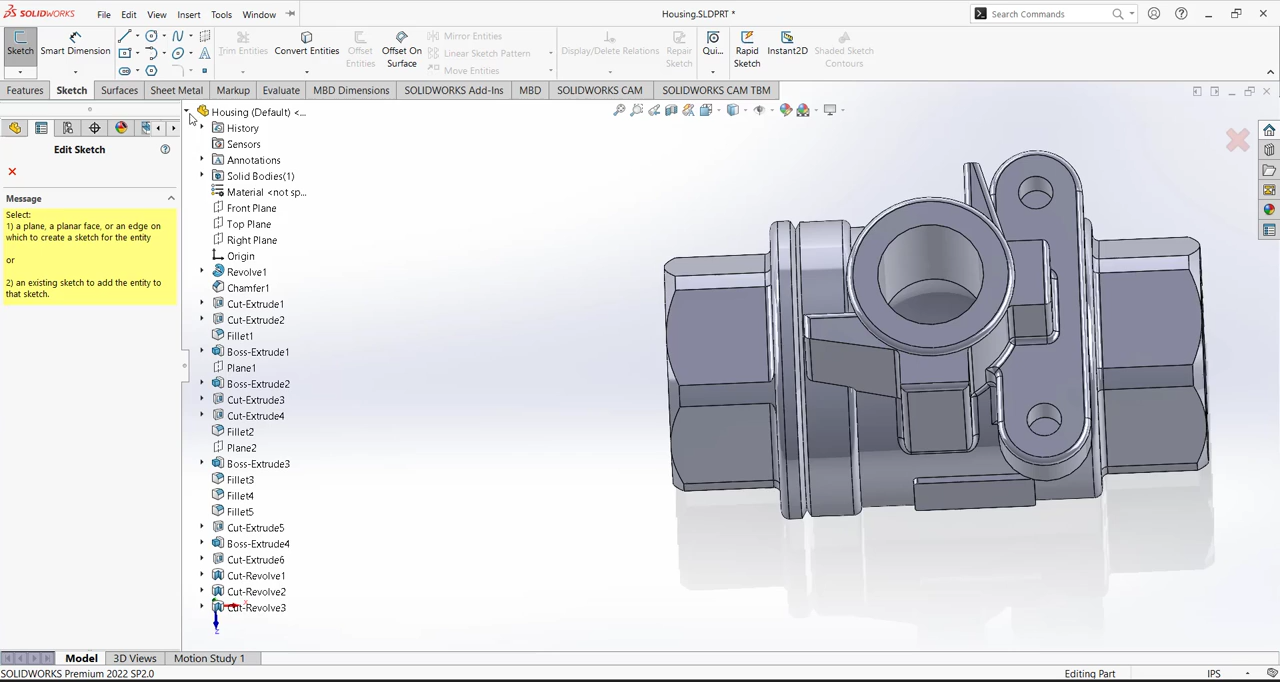 SOLIDWORKS
File
Edit
View
Insert
Tools
Window
Housing.SLDPRT *
Search Commands
Sketch
Smart Dimension
Trim Entities
Convert Entities
Offset
Entities
Offset On
Surface
Mirror Entities
Linear Sketch Pattern
Move Entities
Display/Delete Relations
Repair
Sketch
Qui...
Rapid
Sketch
Instant2D
Shaded Sketch
Contours
Features
Sketch
Surfaces
Sheet Metal
Markup
Evaluate
MBD Dimensions
SOLIDWORKS Add-Ins
MBD
SOLIDWORKS CAM
SOLIDWORKS CAM TBM
Edit Sketch
Message
Select:
1) a plane, a planar face, or an edge on
which to create a sketch for the entity
or
2) an existing sketch to add the entity to
that sketch.
Housing (Default) <...
History
Sensors
Annotations
Solid Bodies(1)
Material <not sp...
Front Plane
Top Plane
Right Plane
Origin
Revolve1
Chamfer1
Cut-Extrude1
Cut-Extrude2
Fillet1
Boss-Extrude1
Plane1
Boss-Extrude2
Cut-Extrude3
Cut-Extrude4
Fillet2
Plane2
Boss-Extrude3
Fillet3
Fillet4
Fillet5
Cut-Extrude5
Boss-Extrude4
Cut-Extrude6
Cut-Revolve1
Cut-Revolve2
Cut-Revolve3
Model
3D Views
Motion Study 1
SOLIDWORKS Premium 2022 SP2.0
Editing Part
IPS